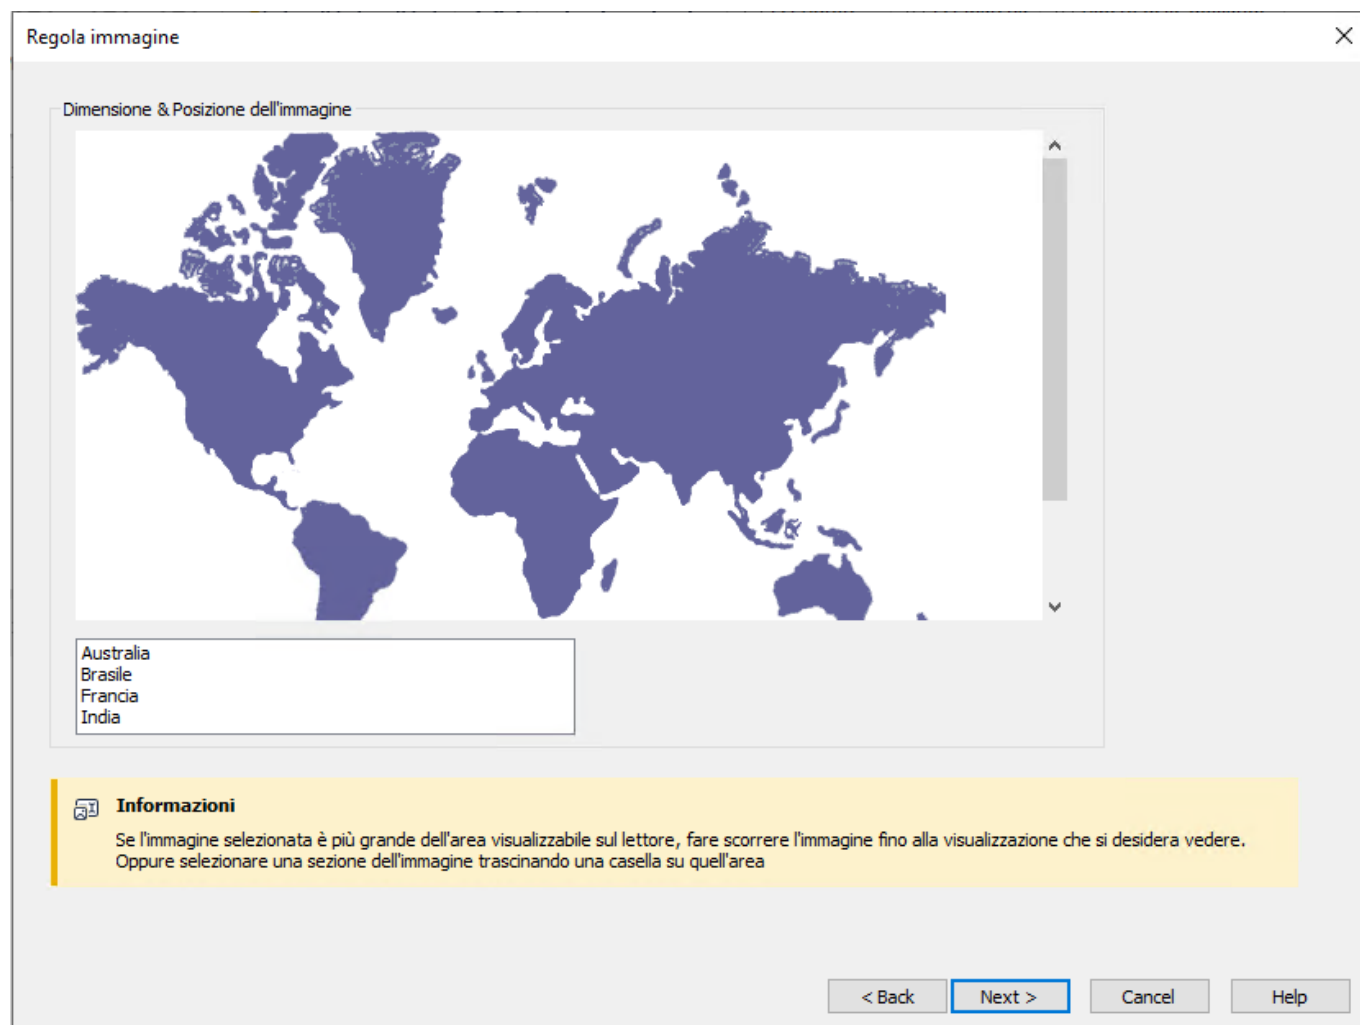 Regola immagine
Dimensione & Posizione dell'immagine
Australia
Brasile
Francia
India
Informazioni
Se l'immagine selezionata è più grande dell'area visualizzabile sul lettore, fare scorrere l'immagine fino alla visualizzazione che si desidera vedere.
Oppure selezionare una sezione dell'immagine trascinando una casella su quell'area
< Back
Next >
Cancel
Help